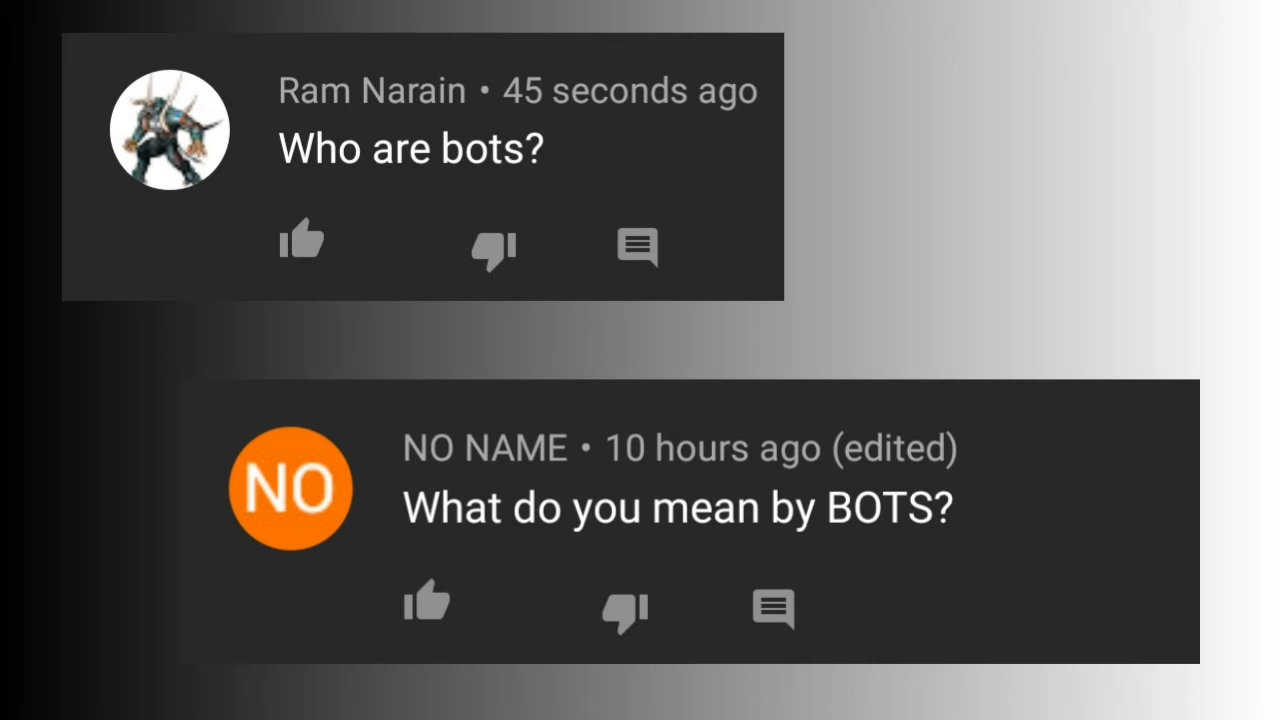 Ram Narain • 45 seconds ago
Who are bots?
NO
NO NAME • 10 hours ago (edited)
What do you mean by BOTS?